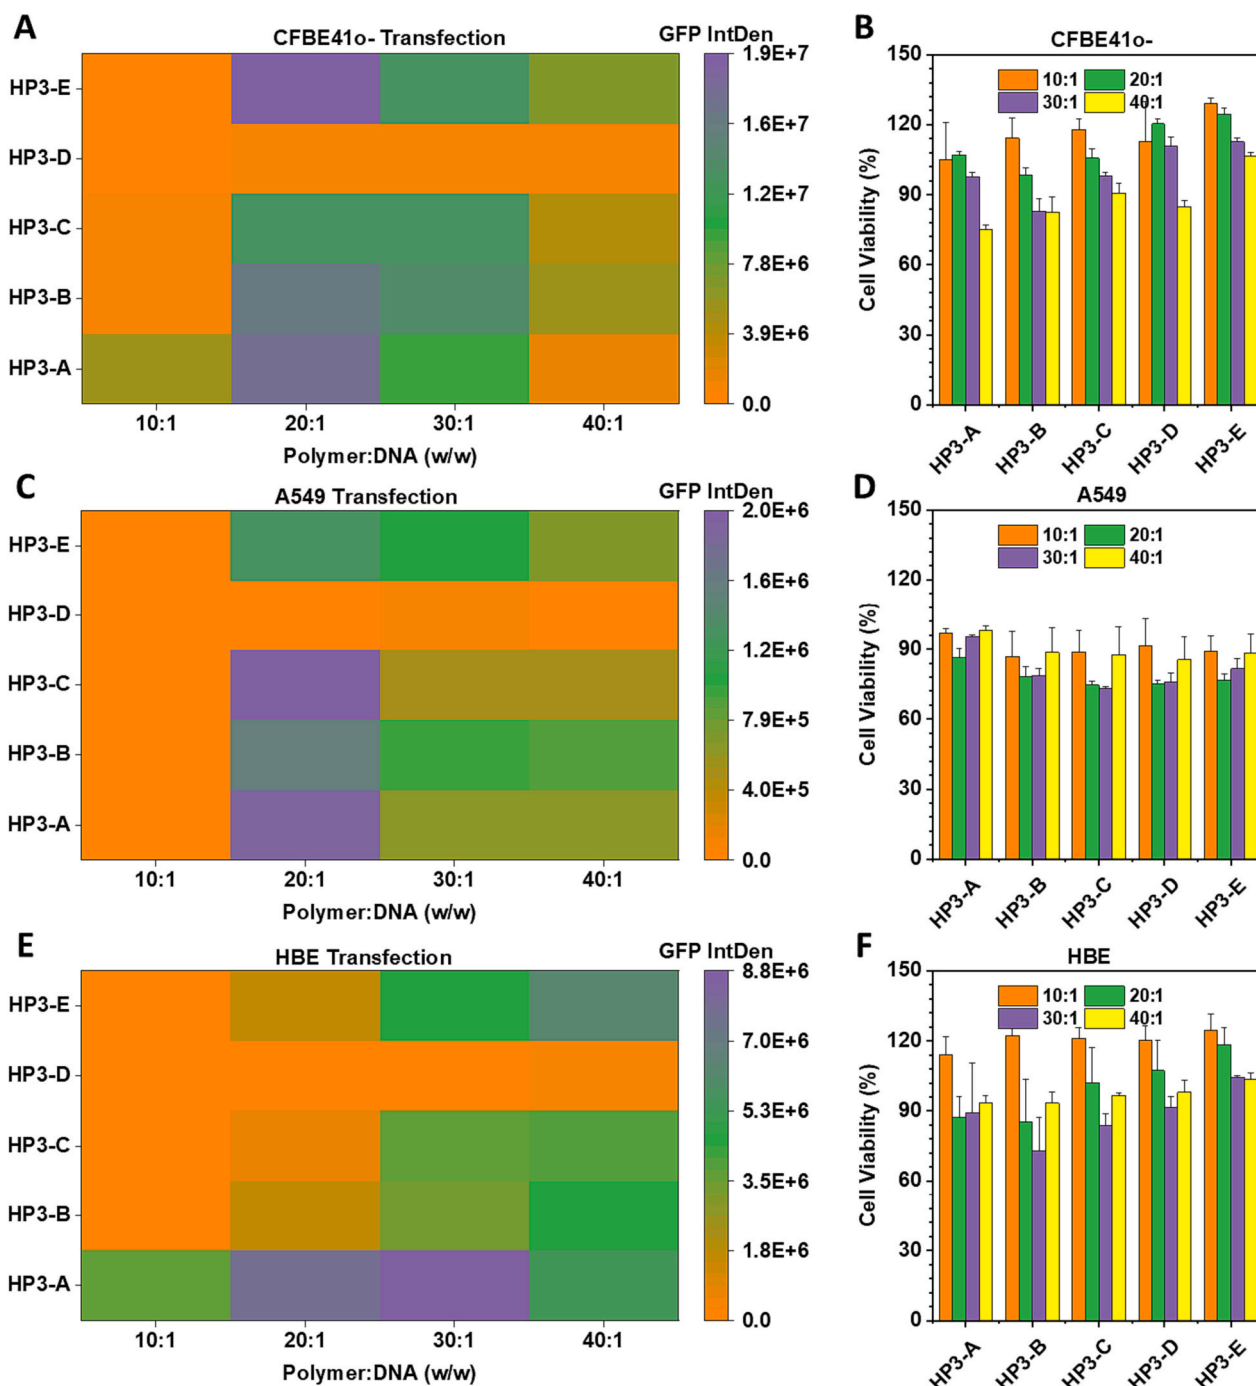 A
CFBE41o- Transfection
GFP IntDen
HP3-E
HP3-D
HP3-C
HP3-B
HP3-A
10:1
20:1
30:1
40:1
Polymer:DNA (w/w)
1.9E+7
1.6E+7
1.2E+7
7.8E+6
3.9E+6
0.0
B
CFBE41o-
10:1
20:1
30:1
40:1
Cell Viability (%)
150
120
90
60
30
0
HP3-A
HP3-B
HP3-C
HP3-D
HP3-E
C
A549 Transfection
GFP IntDen
HP3-E
HP3-D
HP3-C
HP3-B
HP3-A
10:1
20:1
30:1
40:1
Polymer:DNA (w/w)
2.0E+6
1.6E+6
1.2E+6
7.9E+5
4.0E+5
0.0
D
A549
10:1
20:1
30:1
40:1
Cell Viability (%)
150
120
90
60
30
0
HP3-A
HP3-B
HP3-C
HP3-D
HP3-E
E
HBE Transfection
GFP IntDen
HP3-E
HP3-D
HP3-C
HP3-B
HP3-A
10:1
20:1
30:1
40:1
Polymer:DNA (w/w)
8.8E+6
7.0E+6
5.3E+6
3.5E+6
1.8E+6
0.0
F
HBE
10:1
20:1
30:1
40:1
Cell Viability (%)
150
120
90
60
30
0
HP3-A
HP3-B
HP3-C
HP3-D
HP3-E